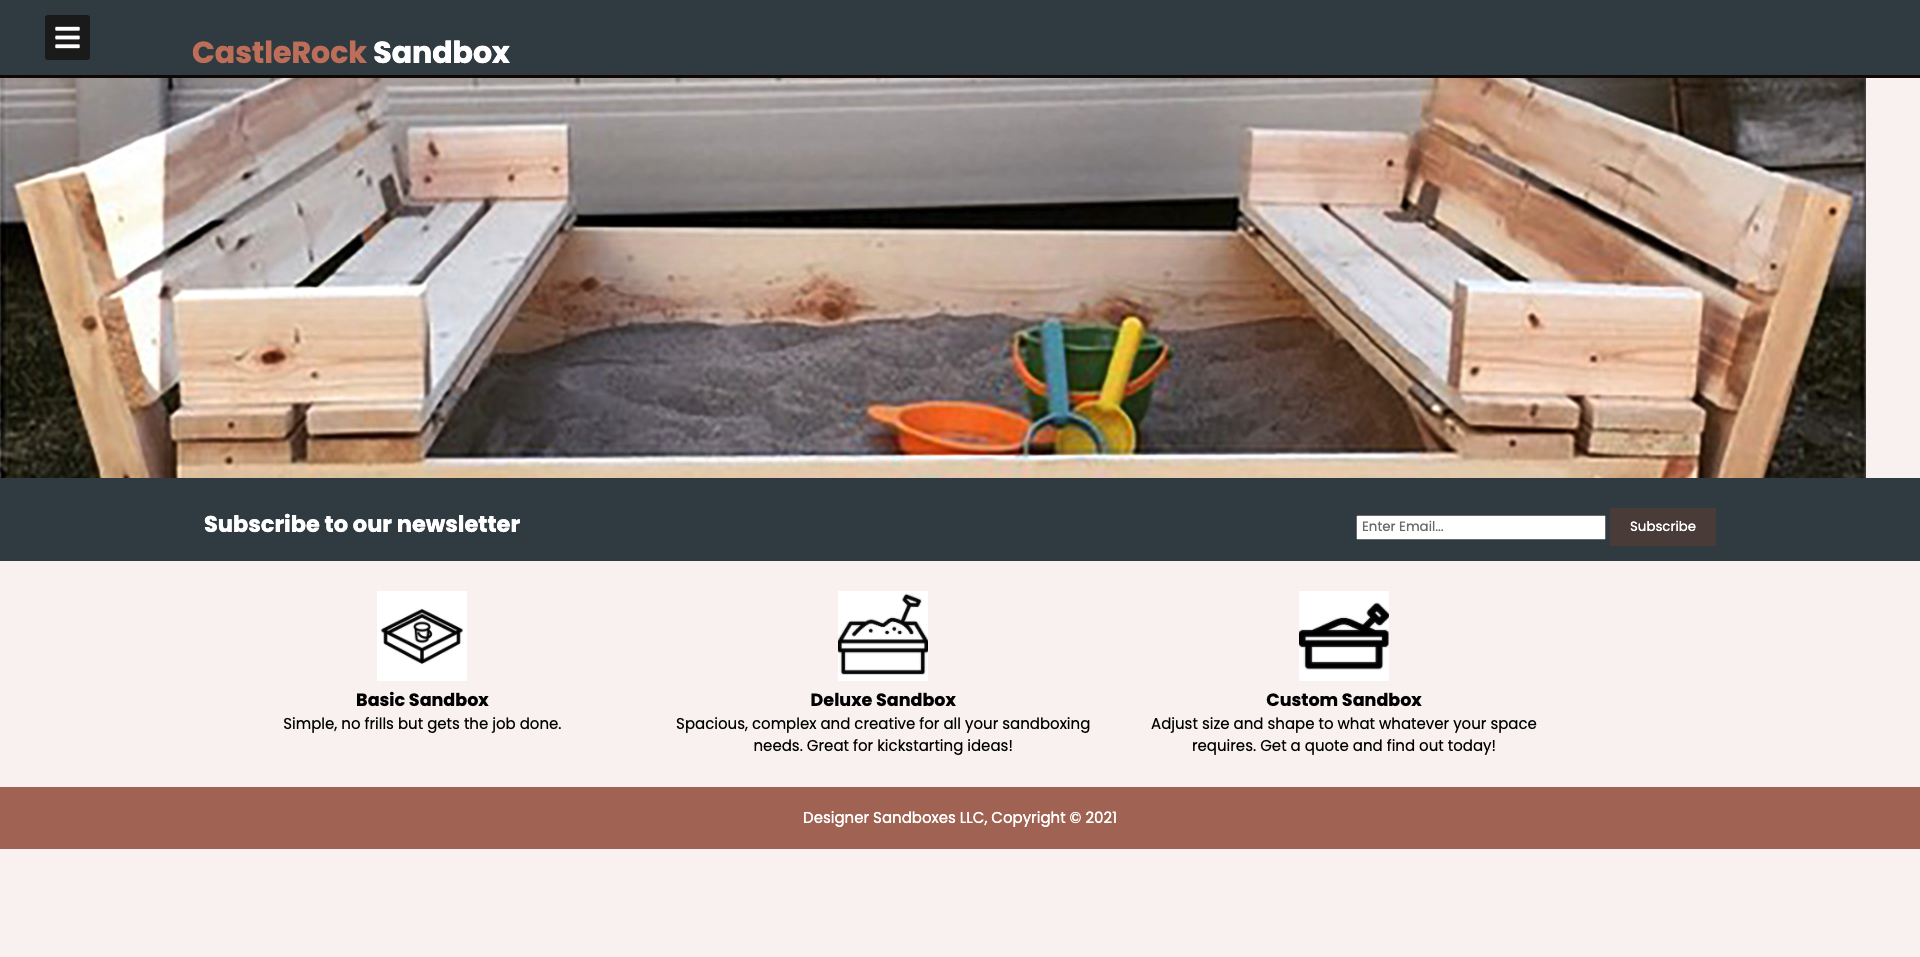 CastleRock Sandbox
Subscribe to our newsletter
Enter Email...
Subscribe
Basic Sandbox
Simple, no frills but gets the job done.
Deluxe Sandbox
Spacious, complex and creative for all your sandboxing
needs. Great for kickstarting ideas!
Custom Sandbox
Adjust size and shape to what whatever your space
requires. Get a quote and find out today!
Designer Sandboxes LLC, Copyright © 2021